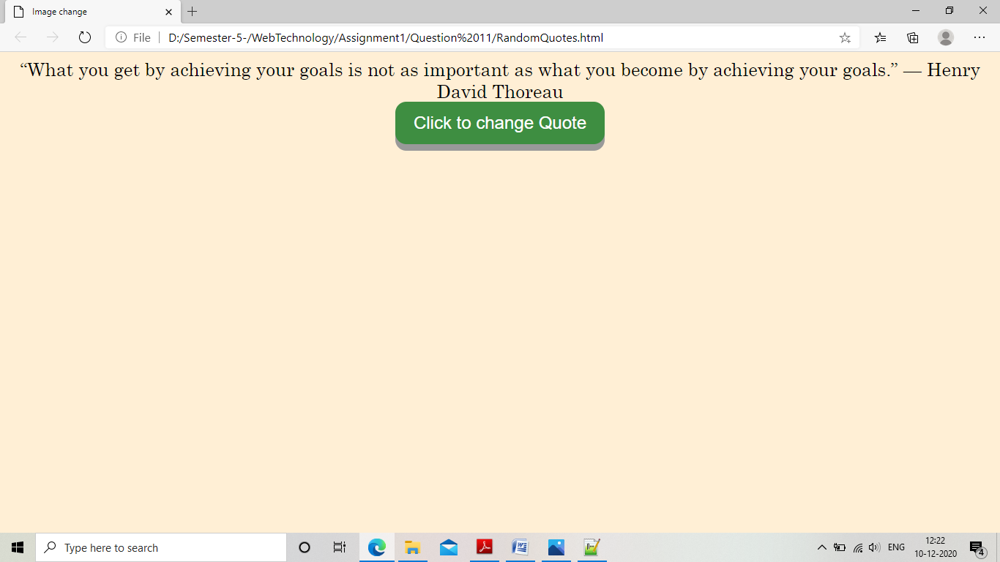 Image change
File
D:/Semester-5-/WebTechnology/Assignment1/Question%2011/RandomQuotes.html
“What you get by achieving your goals is not as important as what you become by achieving your goals.” — Henry
David Thoreau
Click to change Quote
Type here to search
ENG
12:22
10-12-2020
4